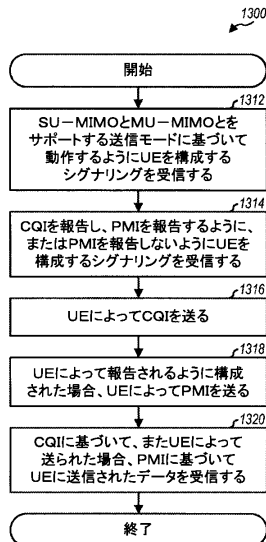 1300
開始
1312
SU-MIMOとMU-MIMOとを
サポートする送信モードに基づいて
動作するようにUEを構成する
シグナリングを受信する
1314
CQIを報告し、PMIを報告するように、
またはPMIを報告しないようにUEを
構成するシグナリングを受信する
1316
UEによってCQIを送る
1318
UEによって報告されるように構成
された場合、UEによってPMIを送る
1320
CQIに基づいて、またUEによって
送られた場合、PMIに基づいて
UEに送信されたデータを受信する
終了